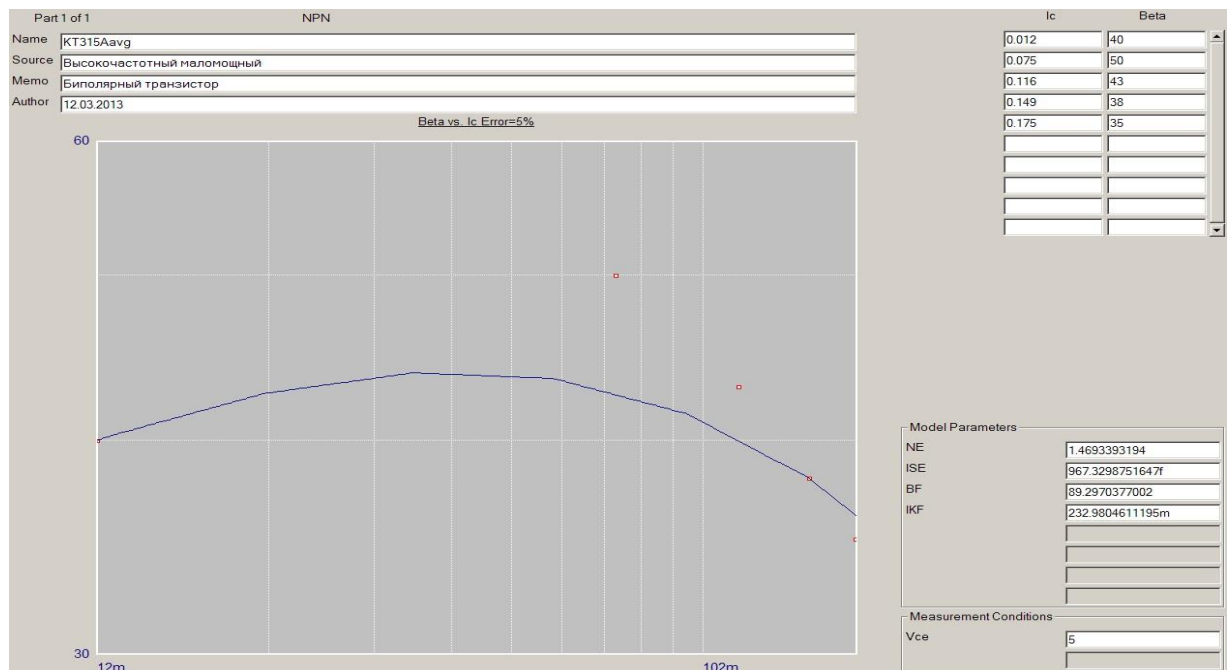 Part 1 of 1 NPN
Name KT315Aavg
Source Высокочастотный маломощный
Memo Биполярный транзистор
Author 12.03.2013
Ic Beta
0.012 40
0.075 50
0.116 43
0.149 38
0.175 35
Beta vs. Ic Error=5%
60
30
12m 102m
Model Parameters
NE 1.4693393194
ISE 967.3298751647f
BF 89.2970377002
IKF 232.9804611195m
Measurement Conditions
Vce 5